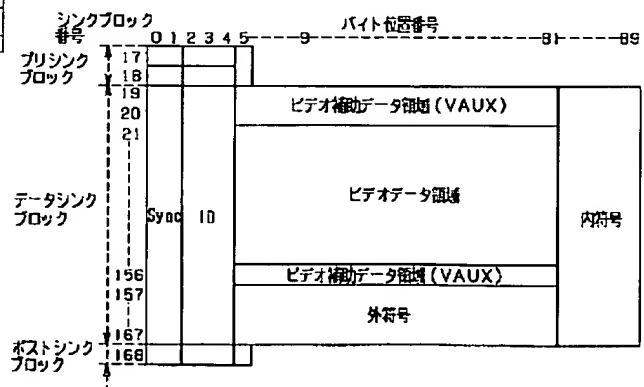 シンクブロック
番号
バイト位置番号
0 1 2 3 4 5 9 81 89
プリシンク
ブロック
17
18
19
20
21
ビデオ補助データ領域(VAUX)
データシンク
ブロック
Sync
ID
ビデオデータ領域
内符号
156
ビデオ補助データ領域(VAUX)
157
外符号
167
ポストシンク
ブロック
168